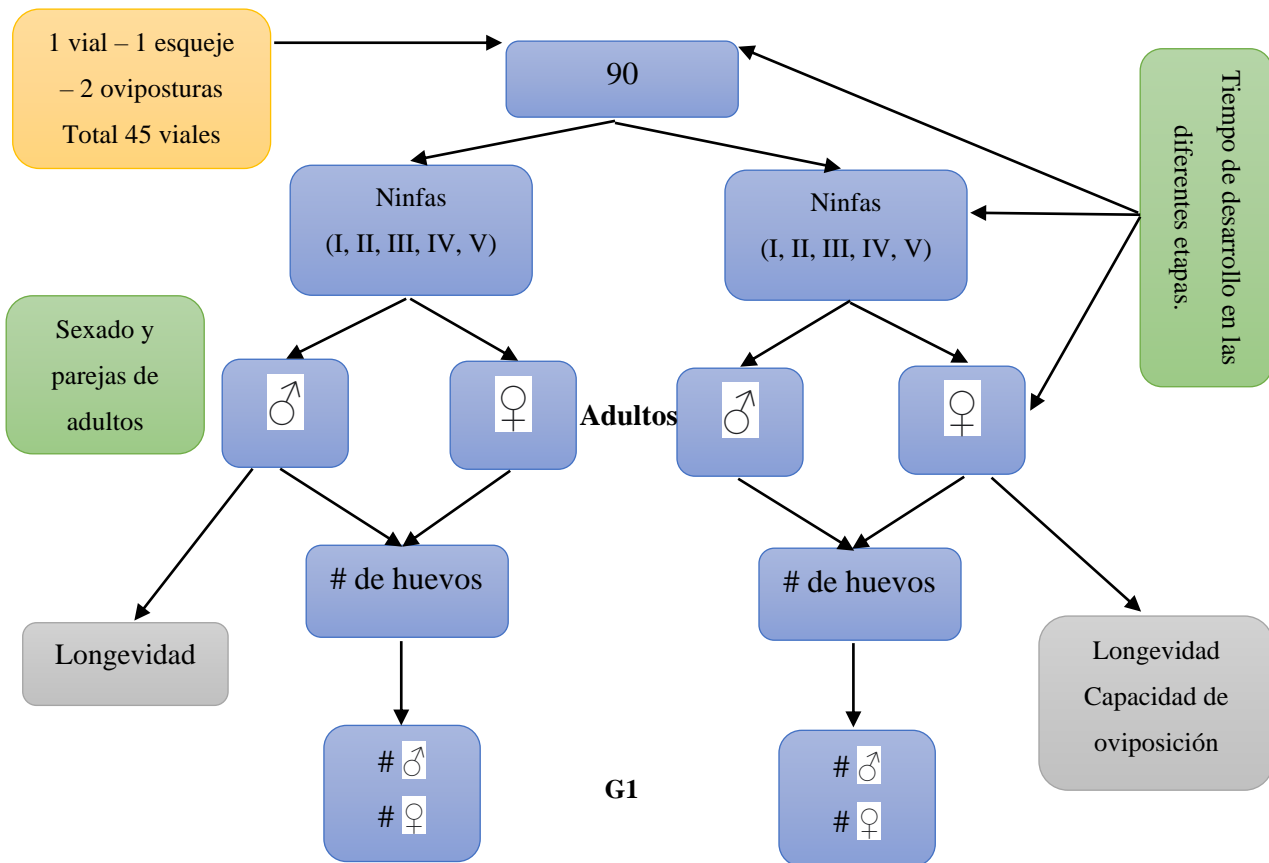 1 vial – 1 esqueje
– 2 oviposturas
Total 45 viales
90
Tiempo de desarrollo en las
diferentes etapas.
Ninfas
(I, II, III, IV, V)
Ninfas
(I, II, III, IV, V)
Sexado y
parejas de
adultos
♂
♀
Adultos
♂
♀
# de huevos
# de huevos
Longevidad
Longevidad
Capacidad de
oviposición
# ♂
# ♀
G1
# ♂
# ♀